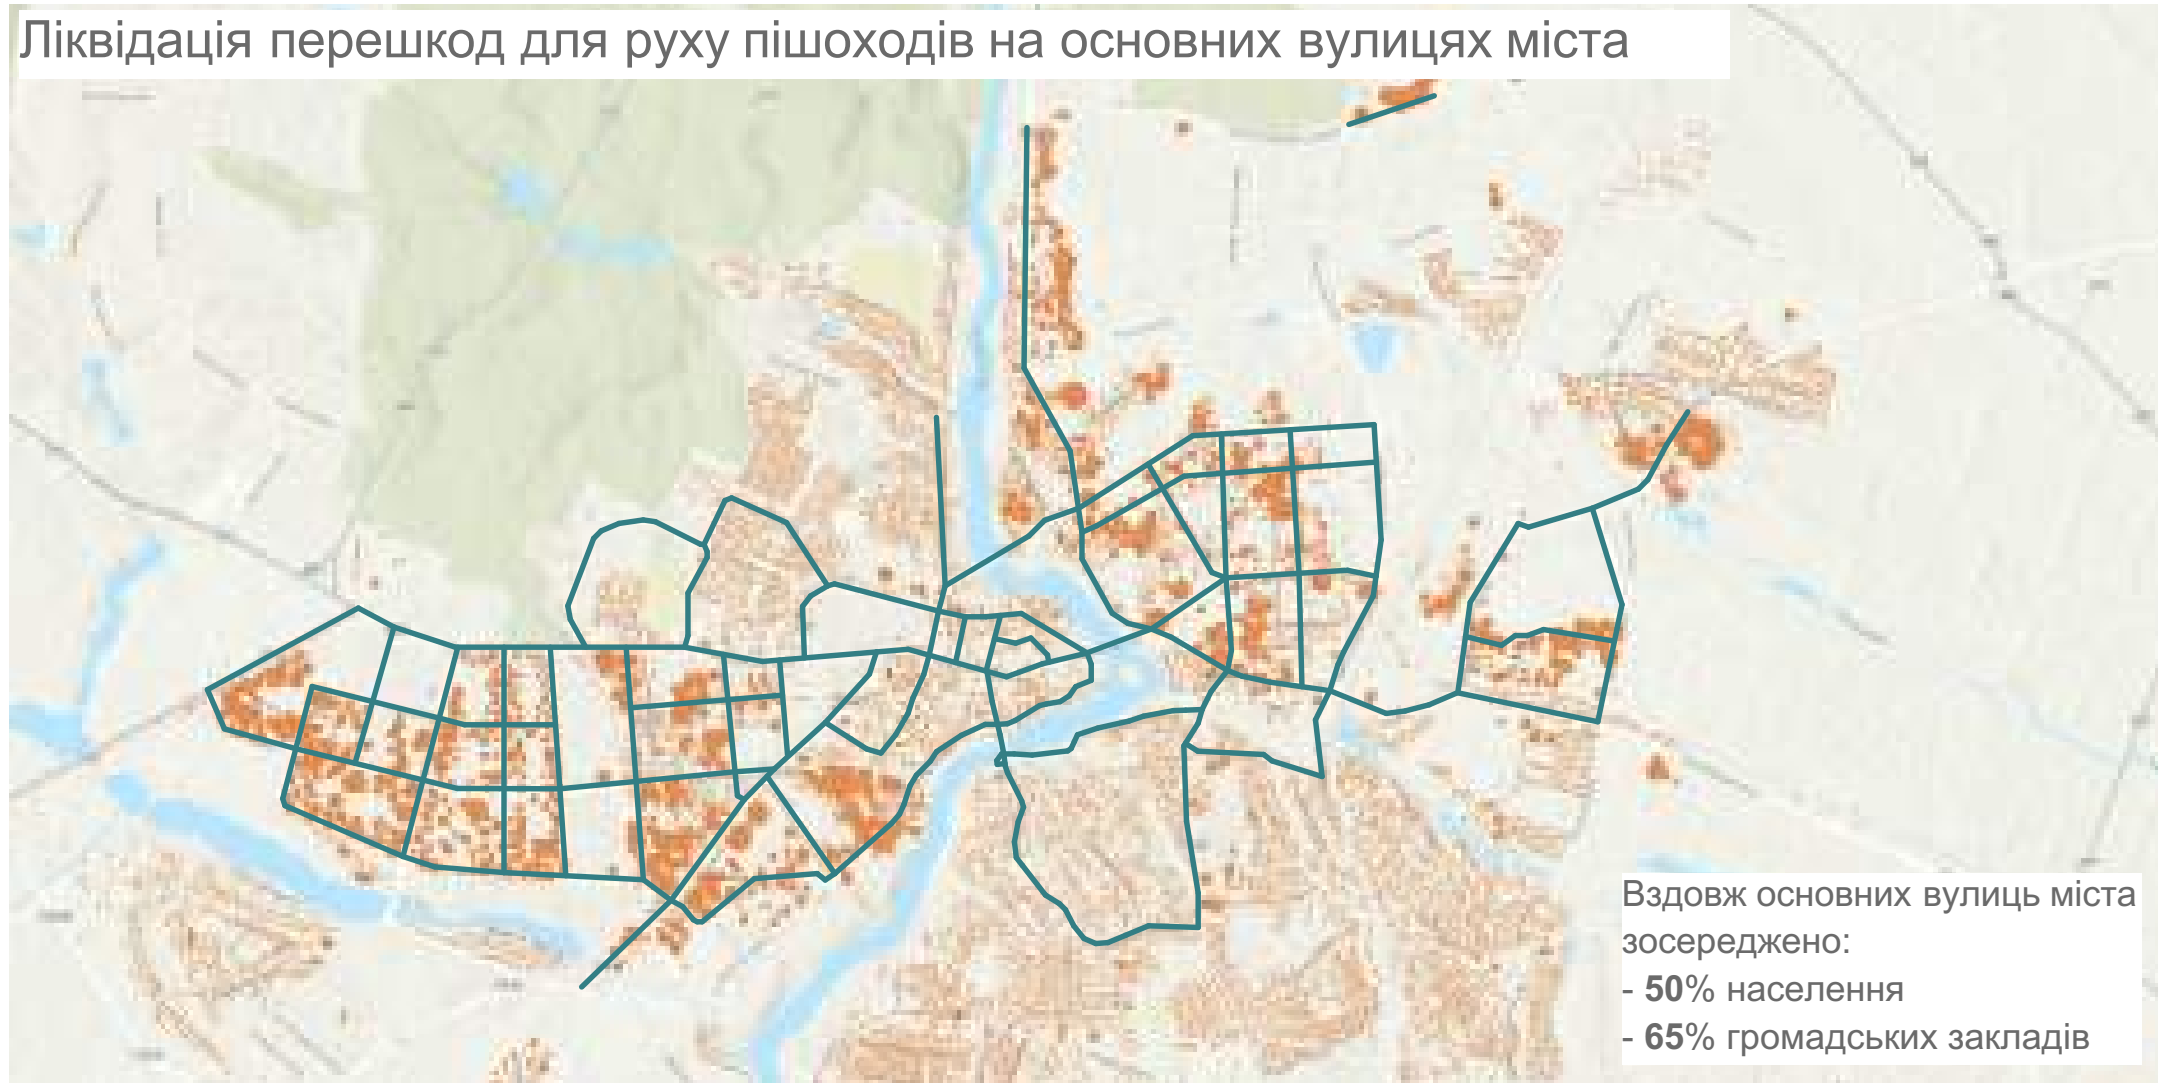 Ліквідація перешкод для руху пішоходів на основних вулицях міста
Вздовж основних вулиць міста
зосереджено:
- 50% населення
- 65% громадських закладів